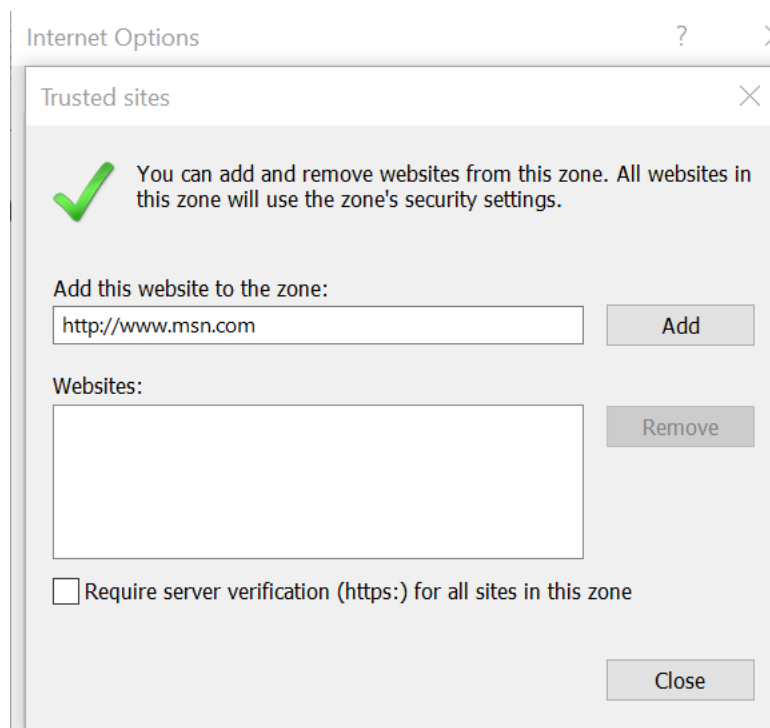 Internet Options
?
Trusted sites
You can add and remove websites from this zone. All websites in
this zone will use the zone's security settings.
Add this website to the zone:
http://www.msn.com
Add
Websites:
Remove
Require server verification (https:) for all sites in this zone
Close